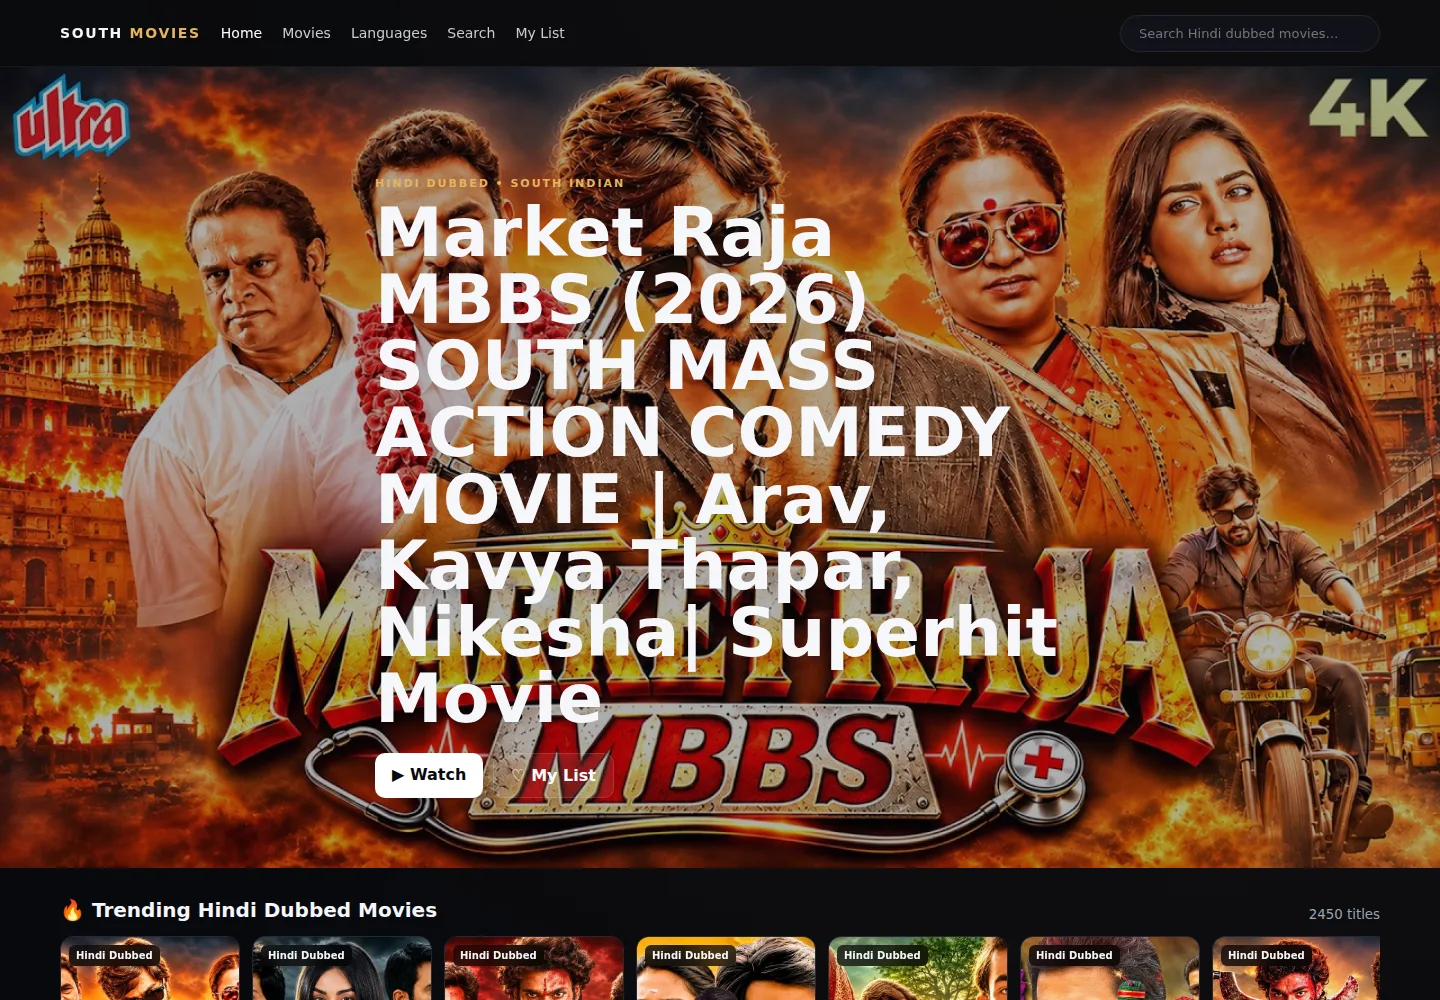 SOUTH MOVIES Home Movies Languages Search My List Search Hindi dubbed movies...
ultra
4K
HINDI DUBBED • SOUTH INDIAN
Market Raja
MBBS (2026)
SOUTH MASS
ACTION COMEDY
MOVIE | Arav,
Kavya Thapar,
Nikesha| Superhit
Movie
MARKET RAJA
MBBS
▶ Watch ♡ My List
🔥 Trending Hindi Dubbed Movies 2450 titles
Hindi Dubbed Hindi Dubbed Hindi Dubbed Hindi Dubbed Hindi Dubbed Hindi Dubbed Hindi Dubbed